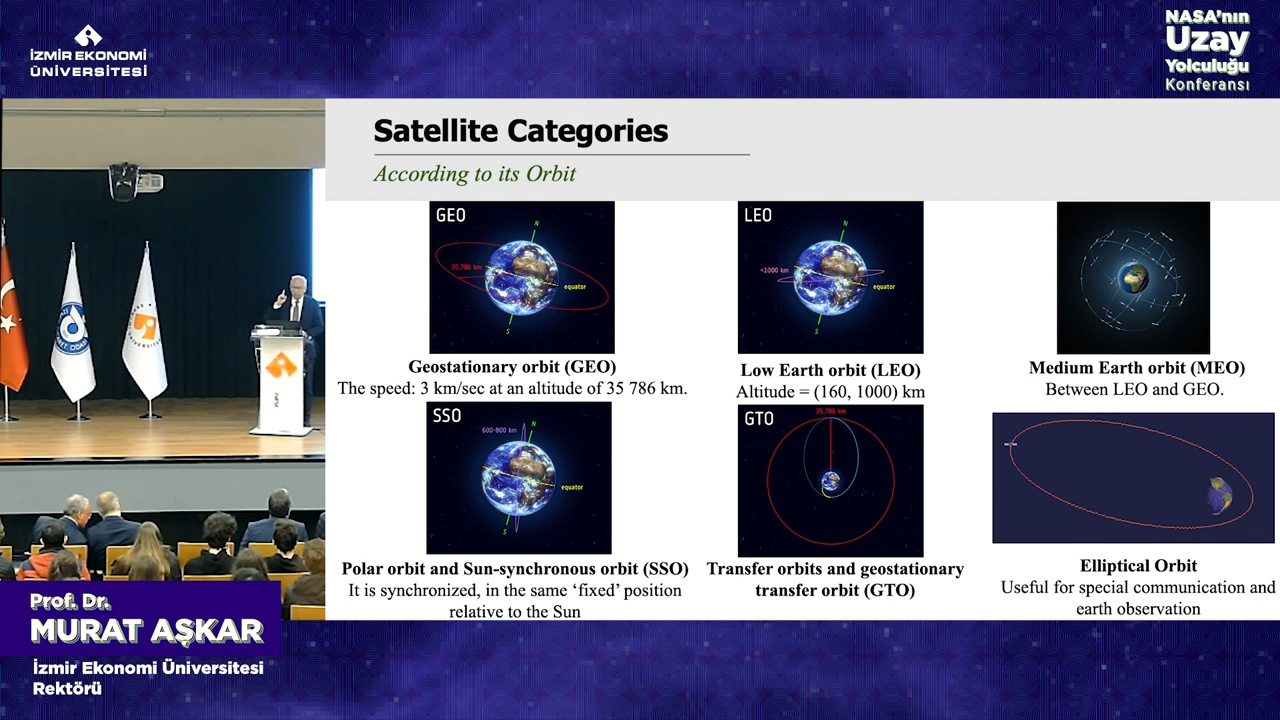 İZMİR EKONOMİ
ÜNİVERSİTESİ
NASA'nın
Uzay
Yolculuğu
Konferansı
Satellite Categories
According to its Orbit
GEO
N
35,786 km
equator
S
Geostationary orbit (GEO)
The speed: 3 km/sec at an altitude of 35 786 km.
LEO
N
<1000 km
equator
S
Low Earth orbit (LEO)
Altitude = (160, 1000) km
Medium Earth orbit (MEO)
Between LEO and GEO.
SSO
600-800 km
N
equator
S
Polar orbit and Sun-synchronous orbit (SSO)
It is synchronized, in the same ‘fixed’ position
relative to the Sun
GTO
35,786 km
Transfer orbits and geostationary
transfer orbit (GTO)
Elliptical Orbit
Useful for special communication and
earth observation
Prof. Dr.
MURAT AŞKAR
İzmir Ekonomi Üniversitesi
Rektörü